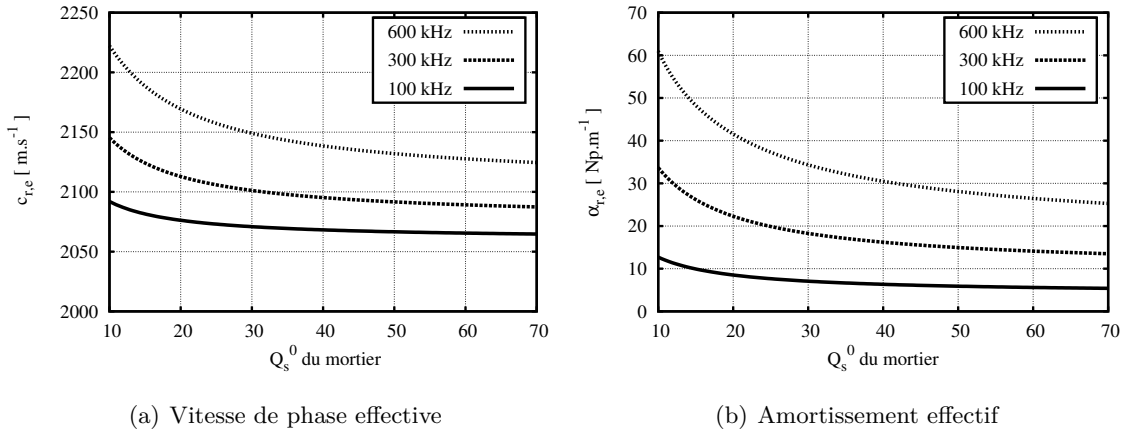 2250
2200
2150
2100
2050
2000
c_{r,e} [ m.s^{-1} ]
600 kHz
300 kHz
100 kHz
10 20 30 40 50 60 70
Q_s^0 du mortier
(a) Vitesse de phase effective
70
60
50
40
30
20
10
0
α_{r,e} [ Np.m^{-1} ]
600 kHz
300 kHz
100 kHz
10 20 30 40 50 60 70
Q_s^0 du mortier
(b) Amortissement effectif